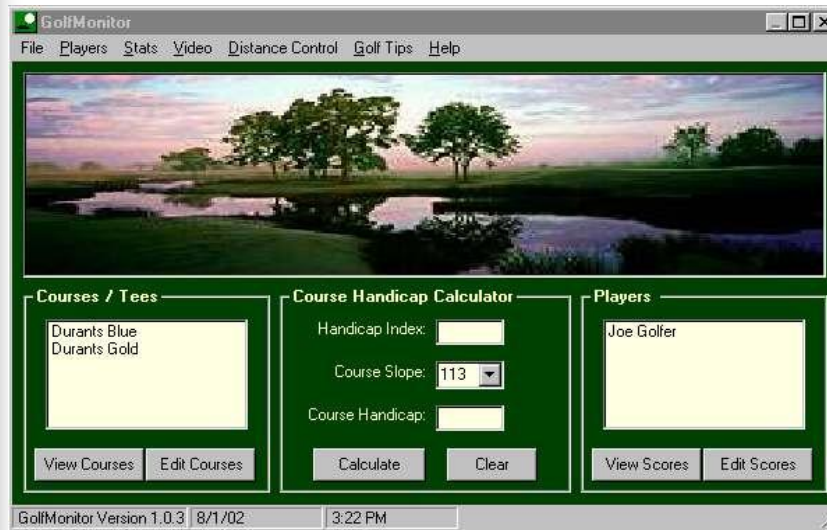 GolfMonitor
File Players Stats Video Distance Control Golf Tips Help
Courses / Tees
Durants Blue
Durants Gold
View Courses Edit Courses
Course Handicap Calculator
Handicap Index:
Course Slope: 113
Course Handicap:
Calculate Clear
Players
Joe Golfer
View Scores Edit Scores
GolfMonitor Version 1.0.3 8/1/02 3:22 PM